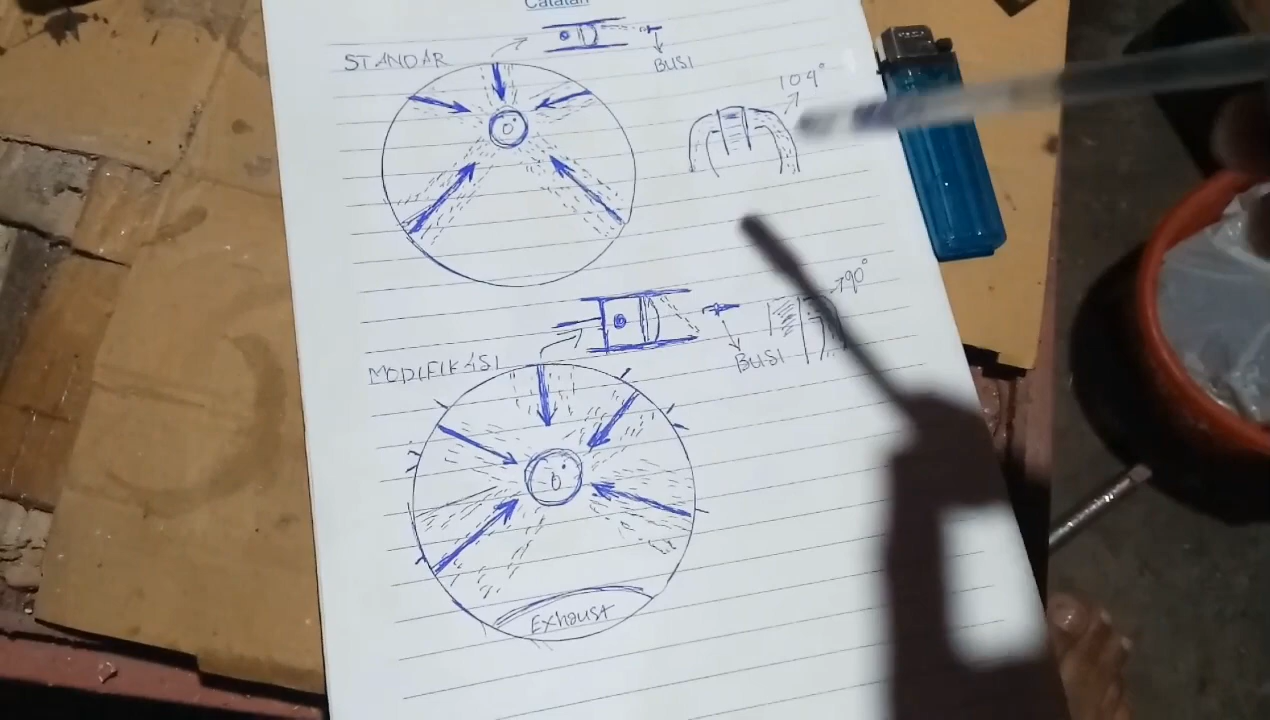 Catatan
STANDAR
BUSI
104°
90°
MODIFIKASI
BUSI
Exhaust